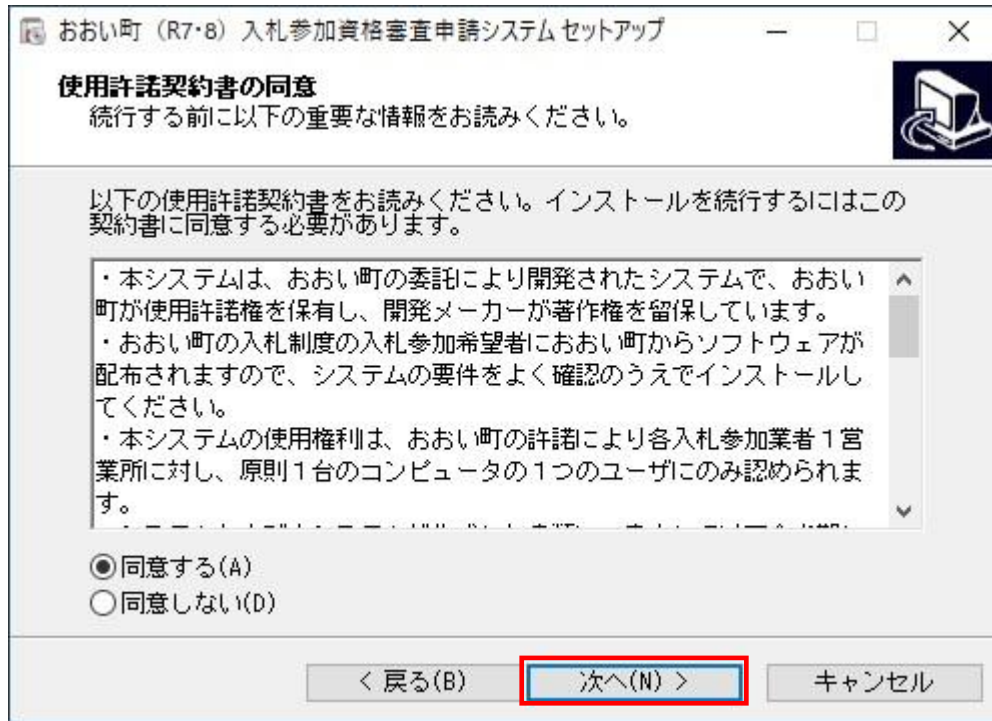 おおい町（R7・8）入札参加資格審査申請システム セットアップ
使用許諾契約書の同意
続行する前に以下の重要な情報をお読みください。
以下の使用許諾契約書をお読みください。インストールを続行するにはこの
契約書に同意する必要があります。
・本システムは、おおい町の委託により開発されたシステムで、おおい
町が使用許諾権を保有し、開発メーカーが著作権を留保しています。
・おおい町の入札制度の入札参加希望者におおい町からソフトウェアが
配布されますので、システムの要件をよく確認のうえでインストールし
てください。
・本システムの使用権利は、おおい町の許諾により各入札参加業者１営
業所に対し、原則１台のコンピュータの１つのユーザにのみ認められま
す。
同意する(A)
同意しない(D)
< 戻る(B)
次へ(N) >
キャンセル